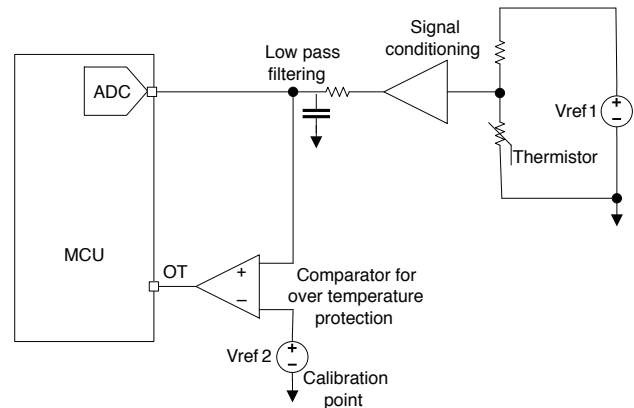 Signal
conditioning
Low pass
filtering
ADC
Vref 1
+
−
Thermistor
MCU
OT
+
−
Comparator for
over temperature
protection
Vref 2
+
−
Calibration
point